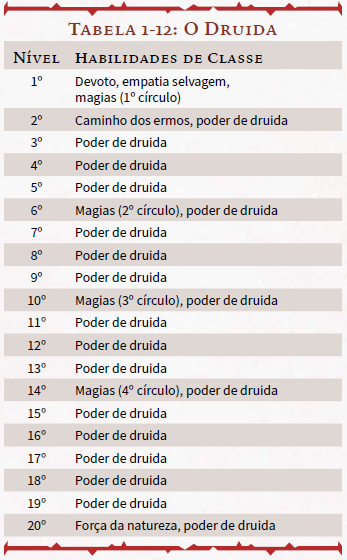 Tabela 1-12: O Druida
Nível Habilidades de Classe
1º Devoto, empatia selvagem,
magias (1º círculo)
2º Caminho dos ermos, poder de druida
3º Poder de druida
4º Poder de druida
5º Poder de druida
6º Magias (2º círculo), poder de druida
7º Poder de druida
8º Poder de druida
9º Poder de druida
10º Magias (3º círculo), poder de druida
11º Poder de druida
12º Poder de druida
13º Poder de druida
14º Magias (4º círculo), poder de druida
15º Poder de druida
16º Poder de druida
17º Poder de druida
18º Poder de druida
19º Poder de druida
20º Força da natureza, poder de druida